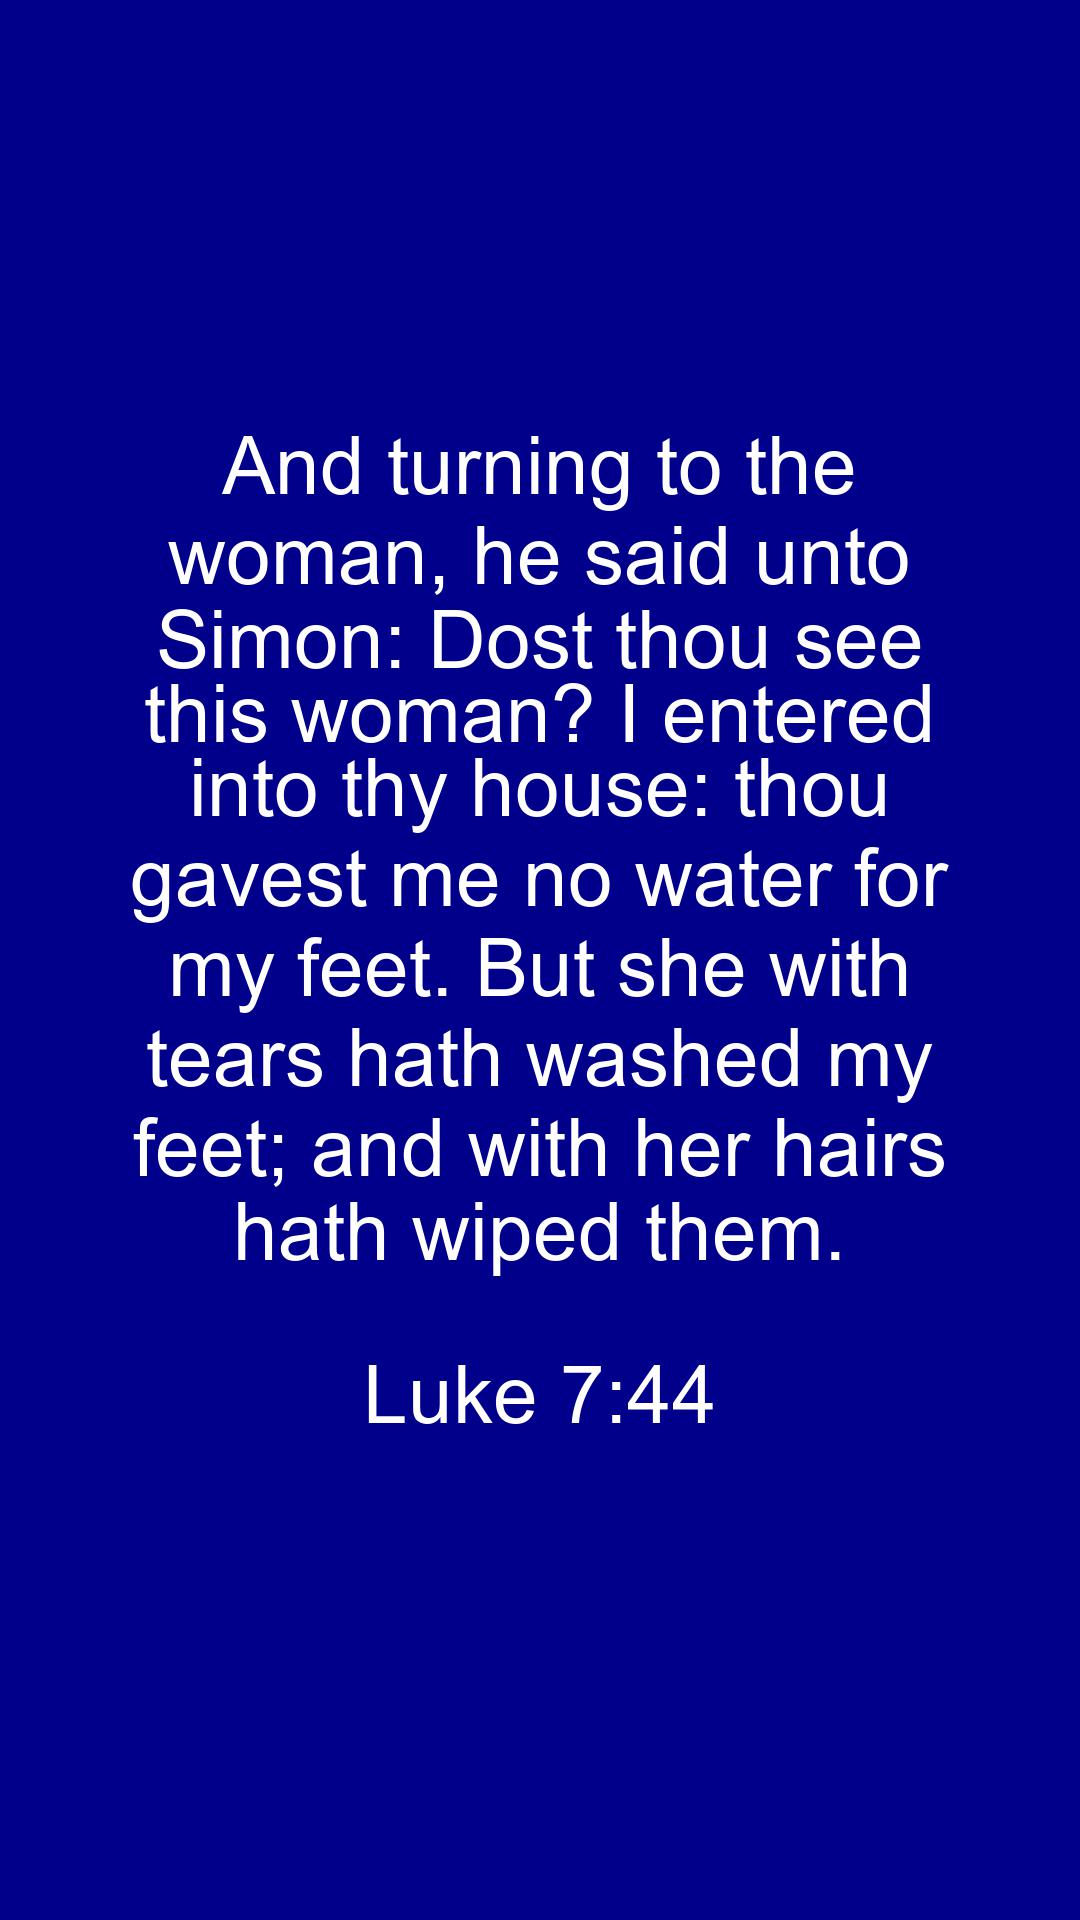 And turning to the
woman, he said unto
Simon: Dost thou see
this woman? I entered
into thy house: thou
gavest me no water for
my feet. But she with
tears hath washed my
feet; and with her hairs
hath wiped them.
Luke 7:44